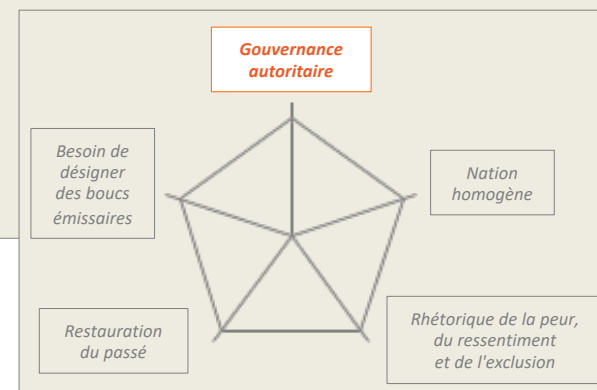 Gouvernance
autoritaire
Besoin de
désigner
des boucs
émissaires
Nation
homogène
Restauration
du passé
Rhétorique de la peur,
du ressentiment
et de l'exclusion